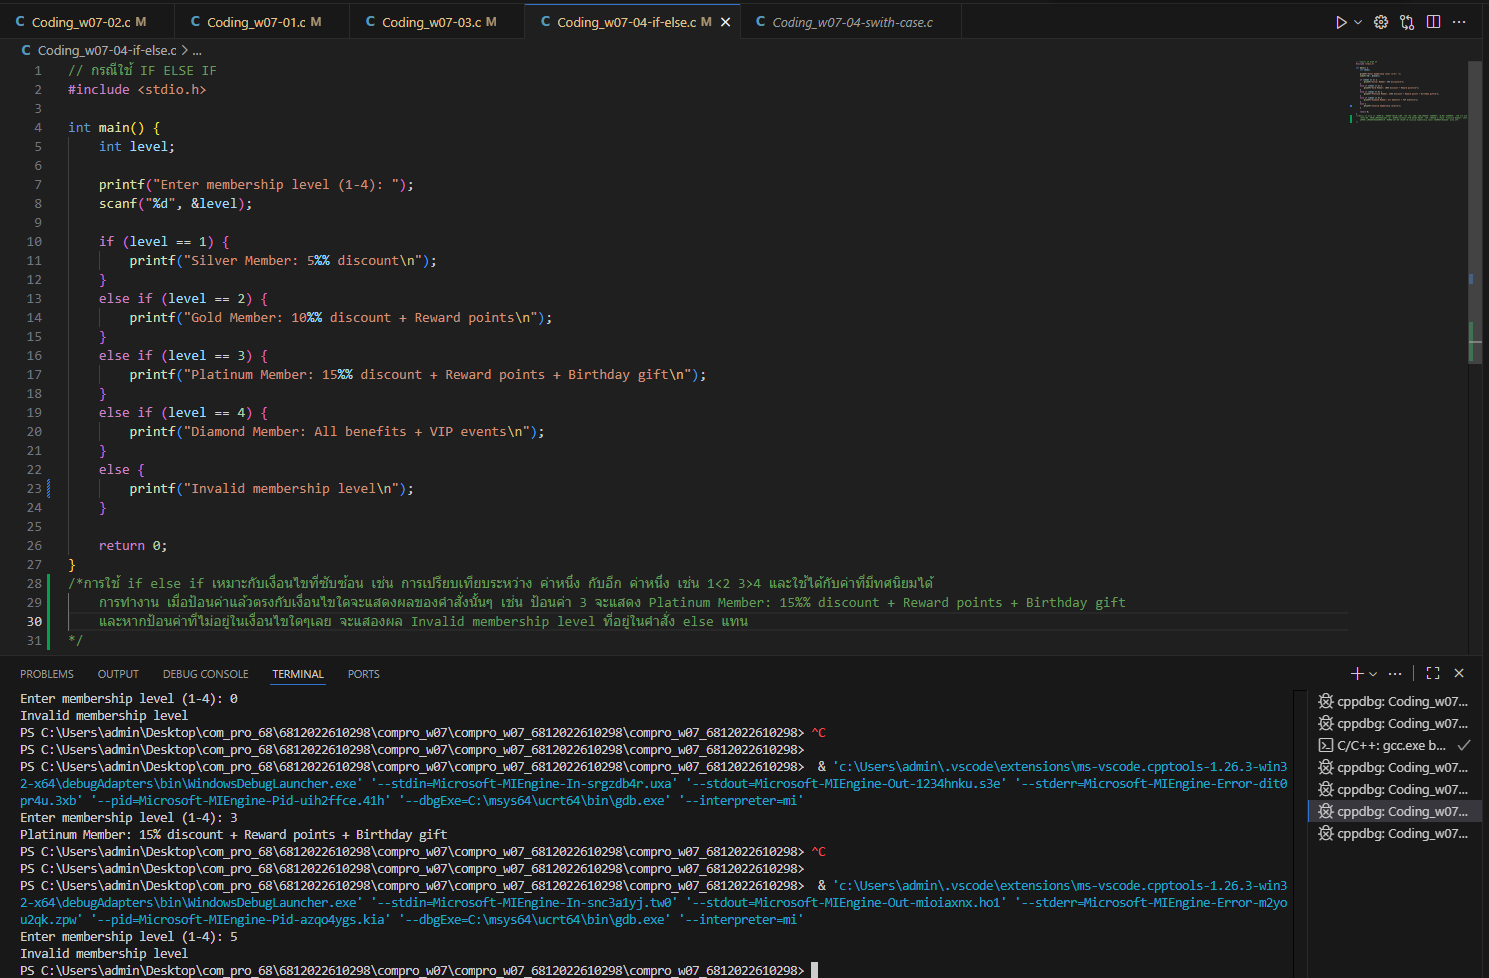 Coding_w07-02.c M
Coding_w07-01.c M
Coding_w07-03.c M
Coding_w07-04-if-else.c M
Coding_w07-04-swith-case.c
Coding_w07-04-if-else.c > ...
1 // กรณีใช้ IF ELSE IF
2 #include <stdio.h>
3
4 int main() {
5 int level;
6
7 printf("Enter membership level (1-4): ");
8 scanf("%d", &level);
9
10 if (level == 1) {
11 printf("Silver Member: 5%% discount\n");
12 }
13 else if (level == 2) {
14 printf("Gold Member: 10%% discount + Reward points\n");
15 }
16 else if (level == 3) {
17 printf("Platinum Member: 15%% discount + Reward points + Birthday gift\n");
18 }
19 else if (level == 4) {
20 printf("Diamond Member: All benefits + VIP events\n");
21 }
22 else {
23 printf("Invalid membership level\n");
24 }
25
26 return 0;
27 }
28 /*การใช้ if else if เหมาะกับเงื่อนไขที่ซับซ้อน เช่น การเปรียบเทียบระหว่าง ค่าหนึ่ง กับอีก ค่าหนึ่ง เช่น 1<2 3>4 และใช้ได้กับค่าที่มีทศนิยมได้
29 การทำงาน เมื่อป้อนค่าแล้วตรงกับเงื่อนไขใดจะแสดงผลของคำสั่งนั้นๆ เช่น ป้อนค่า 3 จะแสดง Platinum Member: 15%% discount + Reward points + Birthday gift
30 และหากป้อนค่าที่ไม่อยู่ในเงื่อนไขใดๆเลย จะแสองผล Invalid membership level ที่อยู่ในคำสั่ง else แทน
31 */
PROBLEMS OUTPUT DEBUG CONSOLE TERMINAL PORTS
Enter membership level (1-4): 0
Invalid membership level
PS C:\Users\admin\Desktop\com_pro_68\6812022610298\compro_w07\compro_w07_6812022610298\compro_w07_6812022610298> ^C
PS C:\Users\admin\Desktop\com_pro_68\6812022610298\compro_w07\compro_w07_6812022610298\compro_w07_6812022610298>
PS C:\Users\admin\Desktop\com_pro_68\6812022610298\compro_w07\compro_w07_6812022610298\compro_w07_6812022610298> & 'c:\Users\admin\.vscode\extensions\ms-vscode.cpptools-1.26.3-win3
2-x64\debugAdapters\bin\WindowsDebugLauncher.exe' '--stdin=Microsoft-MIEngine-In-srgzdb4r.uxa' '--stdout=Microsoft-MIEngine-Out-1234hnku.s3e' '--stderr=Microsoft-MIEngine-Error-dit0
pr4u.3xb' '--pid=Microsoft-MIEngine-Pid-uih2ffce.41h' '--dbgExe=C:\msys64\ucrt64\bin\gdb.exe' '--interpreter=mi'
Enter membership level (1-4): 3
Platinum Member: 15% discount + Reward points + Birthday gift
PS C:\Users\admin\Desktop\com_pro_68\6812022610298\compro_w07\compro_w07_6812022610298\compro_w07_6812022610298> ^C
PS C:\Users\admin\Desktop\com_pro_68\6812022610298\compro_w07\compro_w07_6812022610298\compro_w07_6812022610298>
PS C:\Users\admin\Desktop\com_pro_68\6812022610298\compro_w07\compro_w07_6812022610298\compro_w07_6812022610298> & 'c:\Users\admin\.vscode\extensions\ms-vscode.cpptools-1.26.3-win3
2-x64\debugAdapters\bin\WindowsDebugLauncher.exe' '--stdin=Microsoft-MIEngine-In-snc3a1yj.tw0' '--stdout=Microsoft-MIEngine-Out-mioiaxnx.ho1' '--stderr=Microsoft-MIEngine-Error-m2yo
u2qk.zpw' '--pid=Microsoft-MIEngine-Pid-azqo4ygs.kia' '--dbgExe=C:\msys64\ucrt64\bin\gdb.exe' '--interpreter=mi'
Enter membership level (1-4): 5
Invalid membership level
PS C:\Users\admin\Desktop\com_pro_68\6812022610298\compro_w07\compro_w07_6812022610298\compro_w07_6812022610298>
cppdbg: Coding_w07...
cppdbg: Coding_w07...
C/C++: gcc.exe b...
cppdbg: Coding_w07...
cppdbg: Coding_w07...
cppdbg: Coding_w07...
cppdbg: Coding_w07...